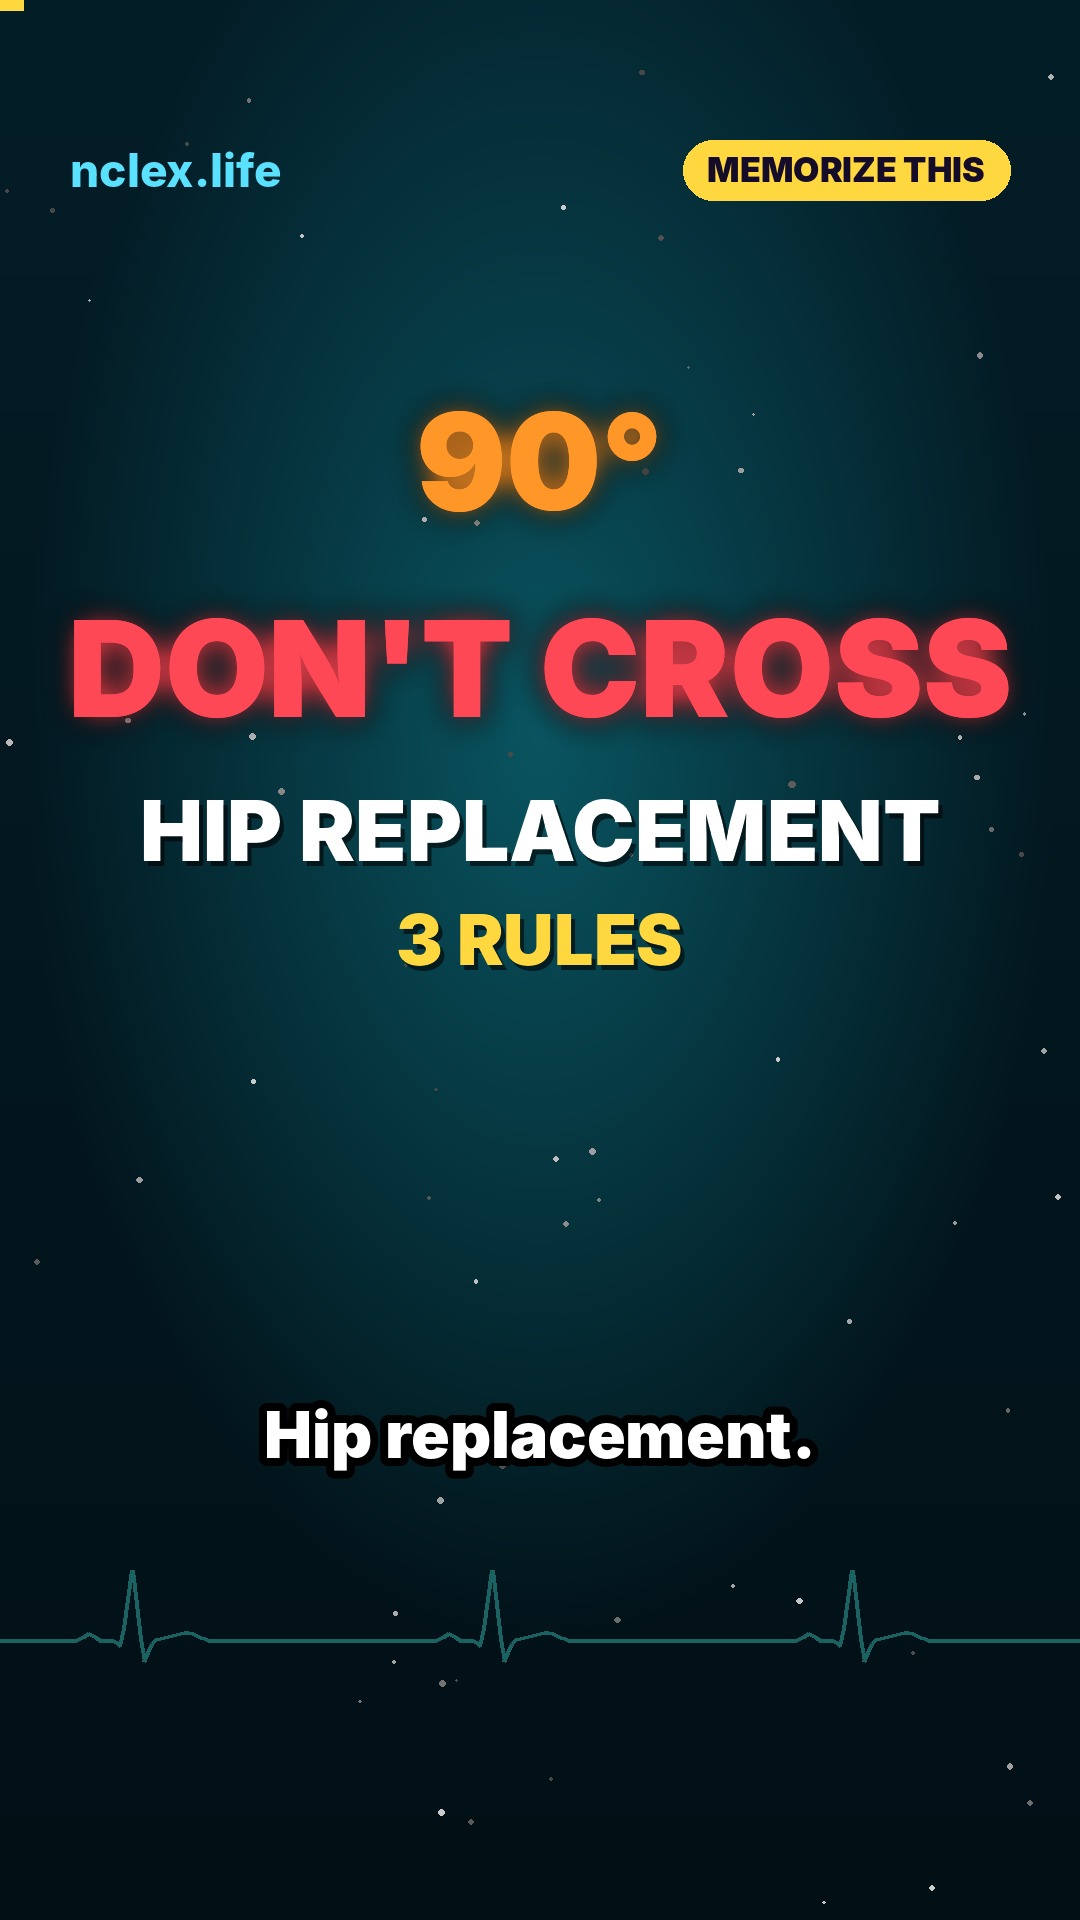 nclex.life
MEMORIZE THIS
90°
DON'T CROSS
HIP REPLACEMENT
3 RULES
Hip replacement.